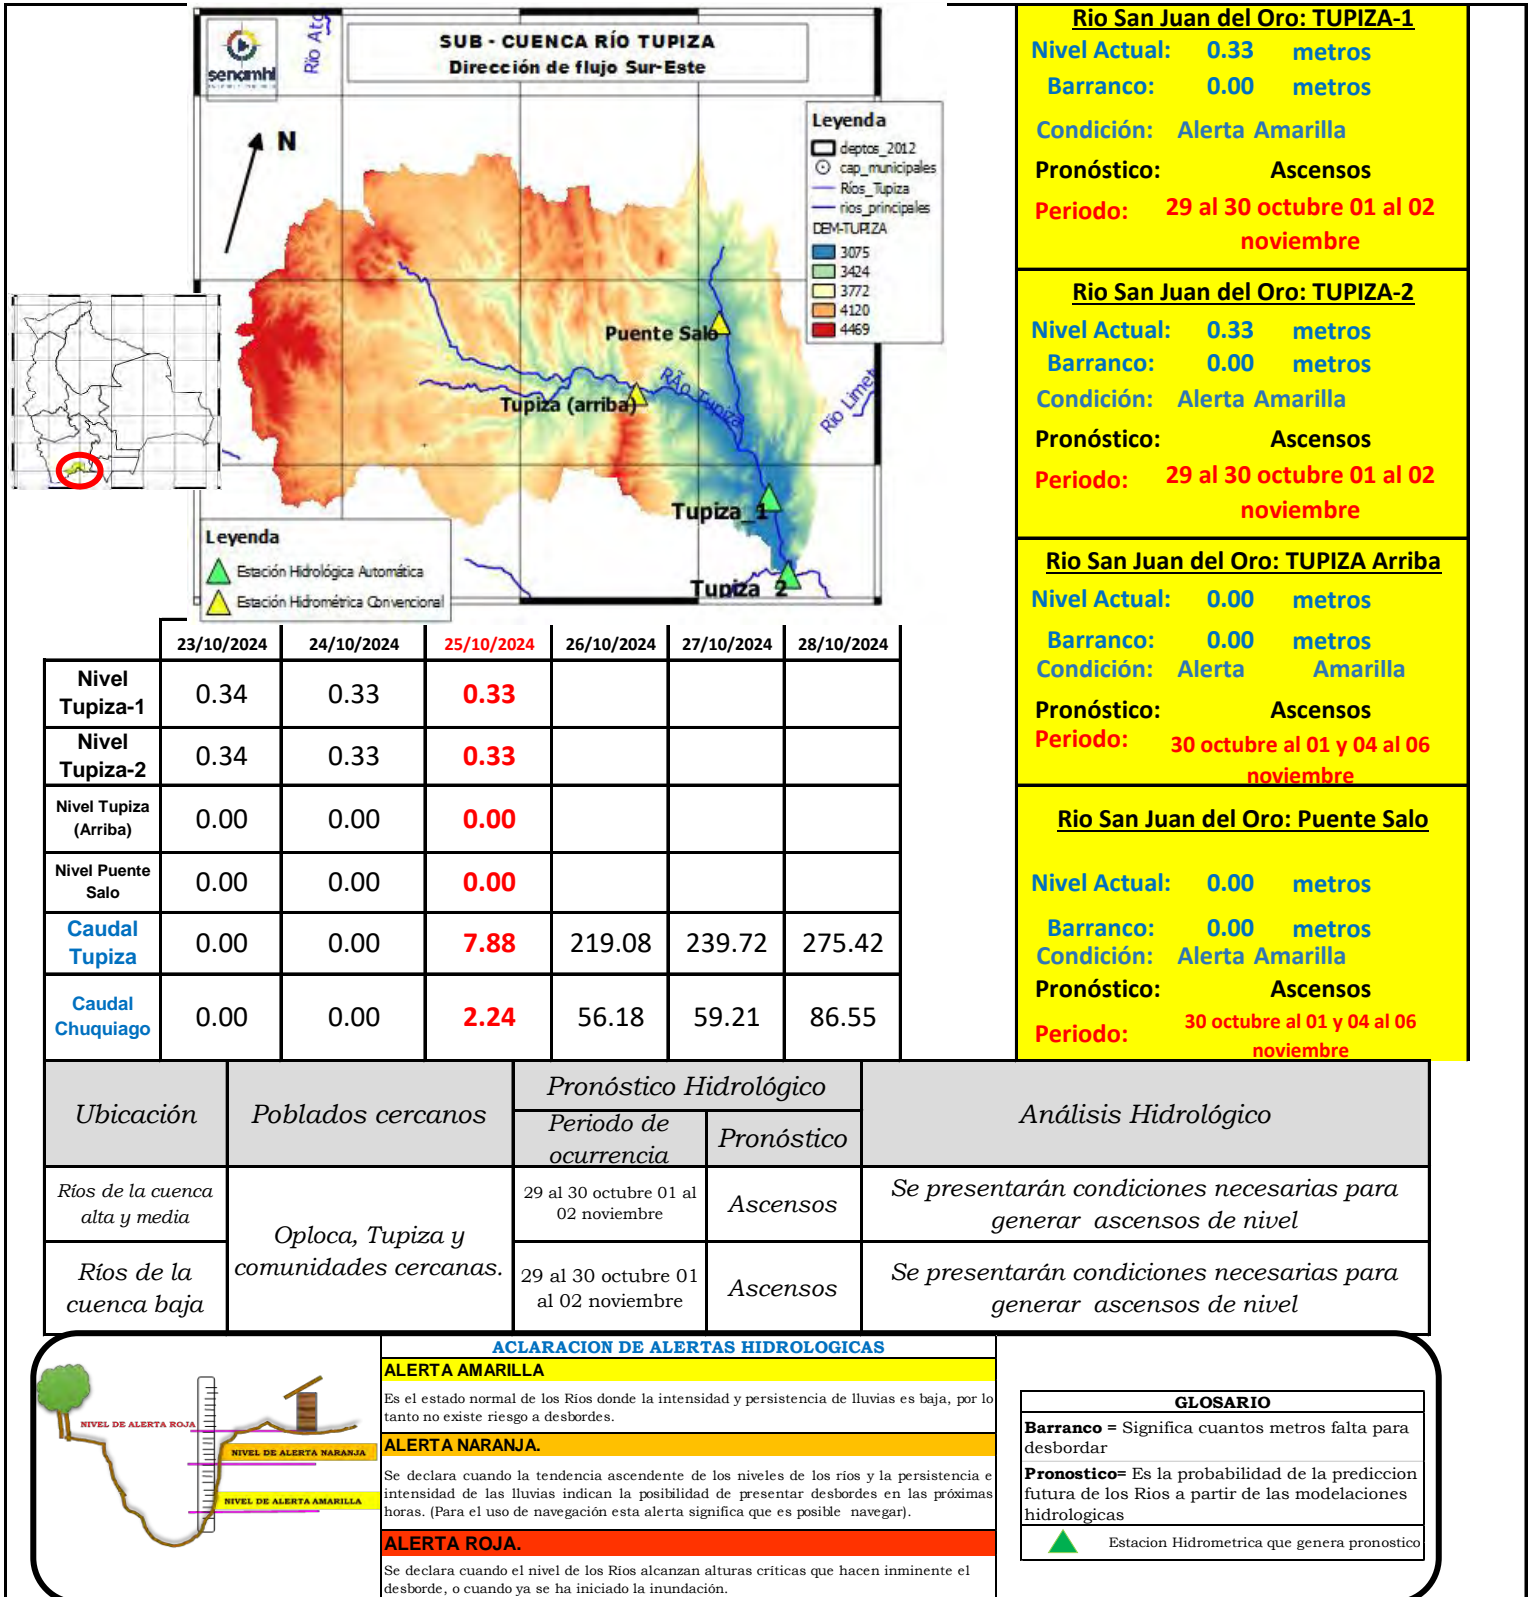 SUB - CUENCA RÍO TUPIZA
Dirección de flujo Sur-Este
senamhi
Río Ato
N
Leyenda
deptos_2012
cap_municipales
Ríos_Tupiza
rios_principales
DEM-TUPIZA
3075
3424
3772
4120
4469
Puente Salo
RÃo Tupiza
Tupiza (arriba)
Rio Limet
Tupiza_1
Tupiza_2
Leyenda
Estación Hidrológica Automática
Estación Hidrométrica Convencional
Rio San Juan del Oro: TUPIZA-1
Nivel Actual: 0.33 metros
Barranco: 0.00 metros
Condición: Alerta Amarilla
Pronóstico: Ascensos
Periodo: 29 al 30 octubre 01 al 02
noviembre
Rio San Juan del Oro: TUPIZA-2
Nivel Actual: 0.33 metros
Barranco: 0.00 metros
Condición: Alerta Amarilla
Pronóstico: Ascensos
Periodo: 29 al 30 octubre 01 al 02
noviembre
Rio San Juan del Oro: TUPIZA Arriba
Nivel Actual: 0.00 metros
Barranco: 0.00 metros
Condición: Alerta Amarilla
Pronóstico: Ascensos
Periodo: 30 octubre al 01 y 04 al 06
noviembre
Rio San Juan del Oro: Puente Salo
Nivel Actual: 0.00 metros
Barranco: 0.00 metros
Condición: Alerta Amarilla
Pronóstico: Ascensos
Periodo: 30 octubre al 01 y 04 al 06
noviembre
23/10/2024 24/10/2024 25/10/2024 26/10/2024 27/10/2024 28/10/2024
Nivel
Tupiza-1 0.34 0.33 0.33
Nivel
Tupiza-2 0.34 0.33 0.33
Nivel Tupiza
(Arriba) 0.00 0.00 0.00
Nivel Puente
Salo 0.00 0.00 0.00
Caudal
Tupiza 0.00 0.00 7.88 219.08 239.72 275.42
Caudal
Chuquiago 0.00 0.00 2.24 56.18 59.21 86.55
Ubicación
Poblados cercanos
Pronóstico Hidrológico
Periodo de
ocurrencia
Pronóstico
Análisis Hidrológico
Ríos de la cuenca
alta y media
Oploca, Tupiza y
comunidades cercanas.
29 al 30 octubre 01 al
02 noviembre
Ascensos
Se presentarán condiciones necesarias para
generar ascensos de nivel
Ríos de la
cuenca baja
29 al 30 octubre 01
al 02 noviembre
Ascensos
Se presentarán condiciones necesarias para
generar ascensos de nivel
NIVEL DE ALERTA ROJA
NIVEL DE ALERTA NARANJA
NIVEL DE ALERTA AMARILLA
ACLARACION DE ALERTAS HIDROLOGICAS
ALERTA AMARILLA
Es el estado normal de los Ríos donde la intensidad y persistencia de lluvias es baja, por lo
tanto no existe riesgo a desbordes.
ALERTA NARANJA.
Se declara cuando la tendencia ascendente de los niveles de los ríos y la persistencia e
intensidad de las lluvias indican la posibilidad de presentar desbordes en las próximas
horas. (Para el uso de navegación esta alerta significa que es posible navegar).
ALERTA ROJA.
Se declara cuando el nivel de los Ríos alcanzan alturas críticas que hacen inminente el
desborde, o cuando ya se ha iniciado la inundación.
GLOSARIO
Barranco = Significa cuantos metros falta para
desbordar
Pronostico= Es la probabilidad de la prediccion
futura de los Rios a partir de las modelaciones
hidrologicas
Estacion Hidrometrica que genera pronostico